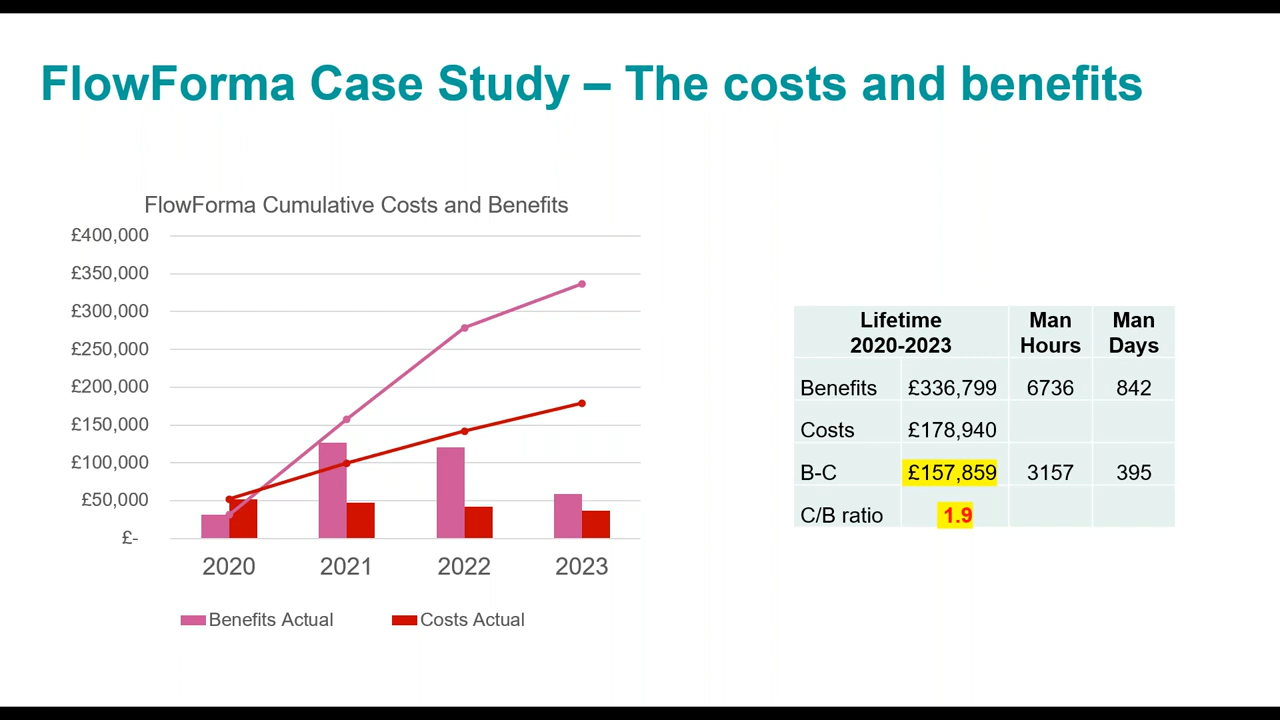 FlowForma Case Study – The costs and benefits
FlowForma Cumulative Costs and Benefits
£400,000
£350,000
£300,000
£250,000
£200,000
£150,000
£100,000
£50,000
£-
2020 2021 2022 2023
Benefits Actual Costs Actual
Lifetime 2020-2023 Man Hours Man Days
Benefits £336,799 6736 842
Costs £178,940
B-C £157,859 3157 395
C/B ratio 1.9